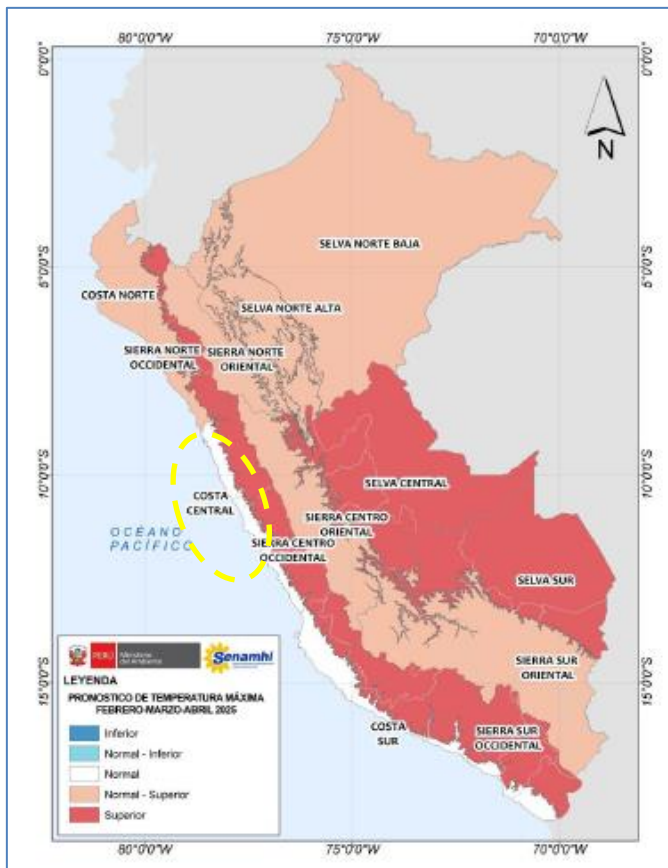 80°0'0"W 75°0'0"W 70°0'0"W
0°0'0"
0°0'0"
N
SELVA NORTE BAJA
5°0'0"S
5°0'0"S
COSTA NORTE
SELVA NORTE ALTA
SIERRA NORTE
OCCIDENTAL
SIERRA NORTE
ORIENTAL
10°0'0"S
10°0'0"S
SELVA CENTRAL
COSTA
CENTRAL
SIERRA CENTRO
ORIENTAL
OCÉANO
PACÍFICO
SIERRA CENTRO
OCCIDENTAL
SELVA SUR
PERÚ
Ministerio
del Ambiente
Senamhi
SIERRA SUR
ORIENTAL
LEYENDA
15°0'0"S
15°0'0"S
PRONOSTICO DE TEMPERATURA MÁXIMA
FEBRERO-MARZO-ABRIL 2025
COSTA
SUR
SIERRA SUR
OCCIDENTAL
Inferior
Normal - Inferior
Normal
Normal - Superior
Superior
80°0'0"W 75°0'0"W 70°0'0"W